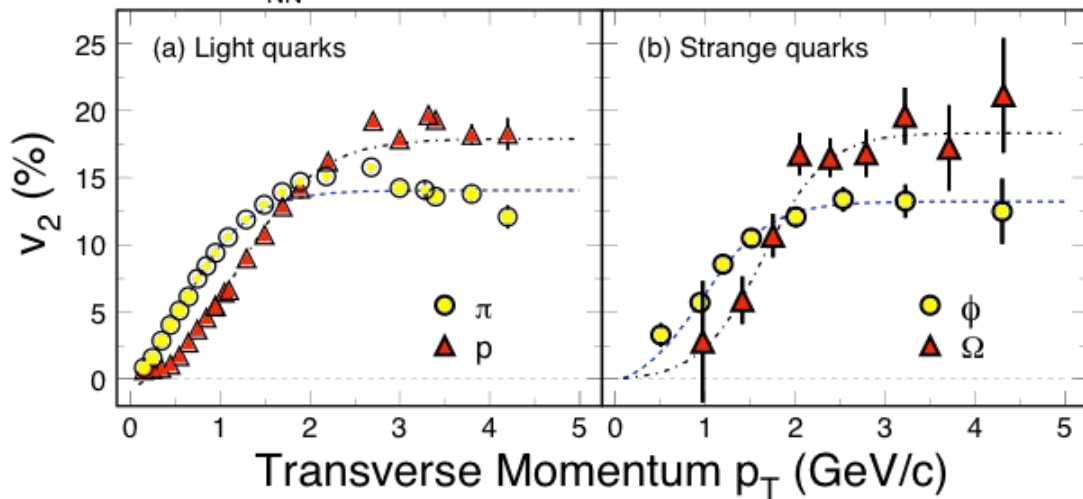 NN
(a) Light quarks
(b) Strange quarks
25
20
15
10
5
0
v2 (%)
π
p
ϕ
Ω
0 1 2 3 4 5
0 1 2 3 4 5
Transverse Momentum pT (GeV/c)